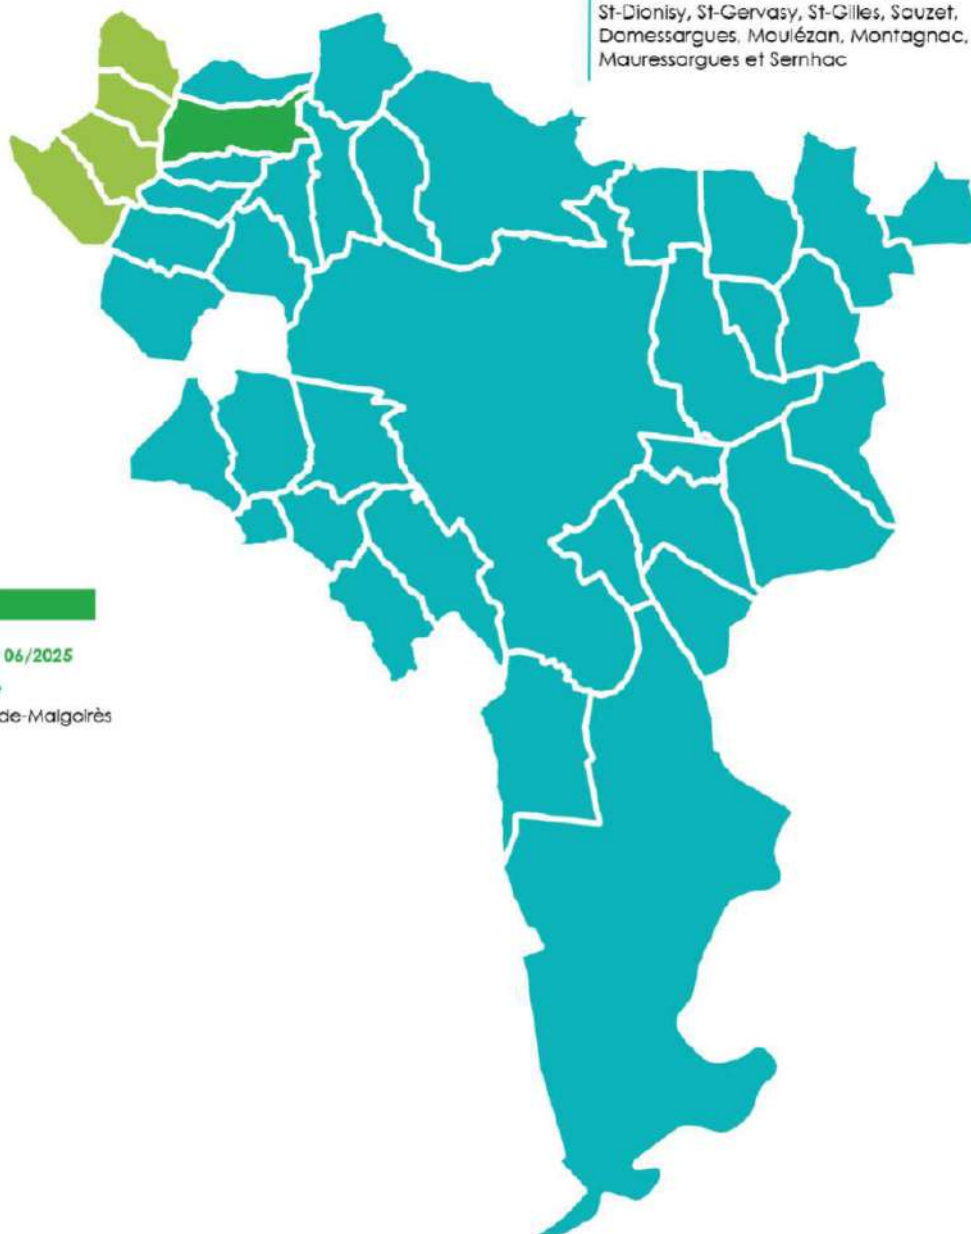 St-Dionisy, St-Gervasy, St-Gilles, Sauzet,
Domessargues, Moulézan, Montagnac,
Mauressargues et Sernhac
06/2025
de-Malgoirès